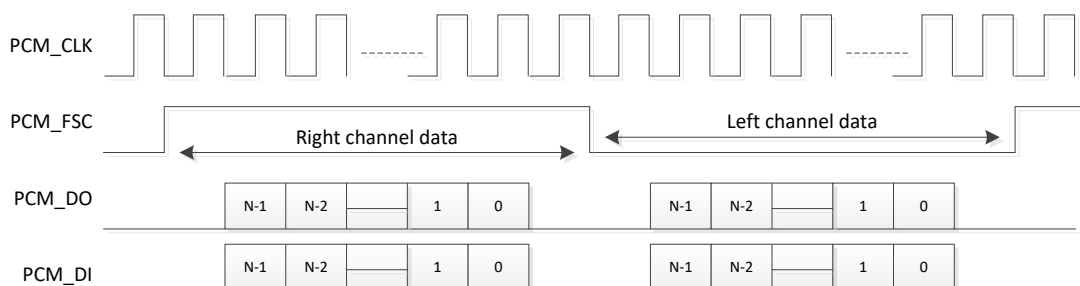 PCM_CLK
PCM_FSC
Right channel data
Left channel data
PCM_DO
N-1 N-2 1 0 N-1 N-2 1 0
PCM_DI
N-1 N-2 1 0 N-1 N-2 1 0